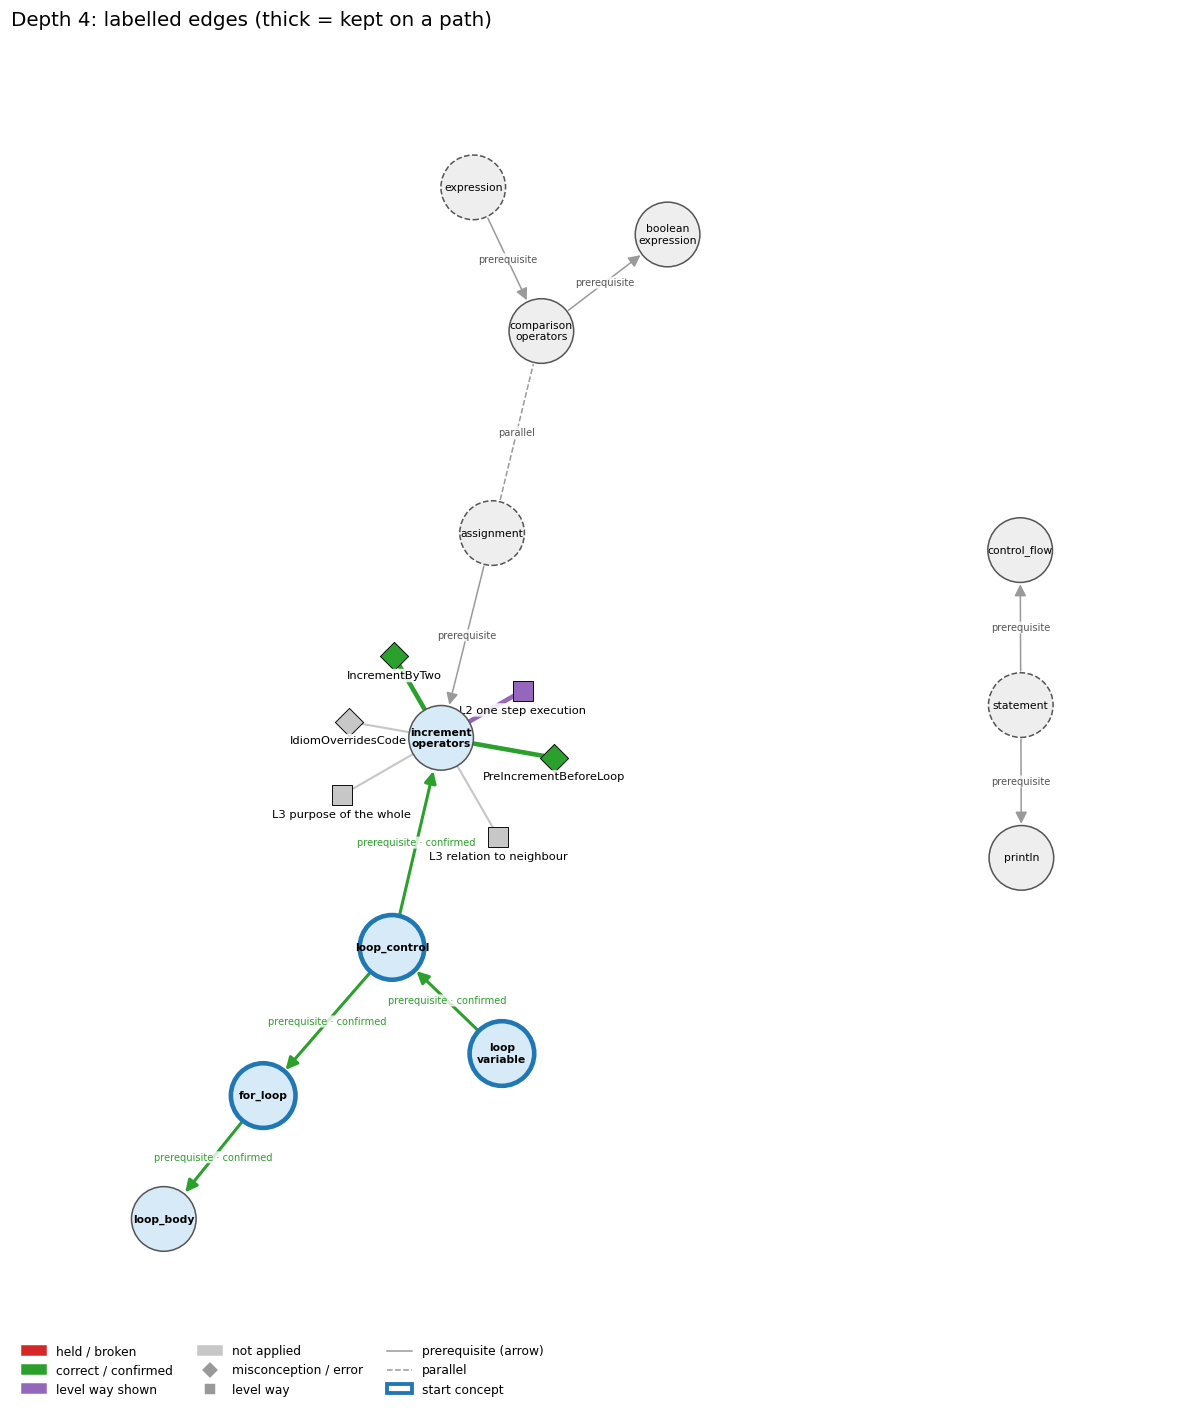 Depth 4: labelled edges (thick = kept on a path)
expression
boolean
expression
prerequisite
prerequisite
comparison
operators
parallel
assignment
control_flow
prerequisite
prerequisite
IncrementByTwo
L2 one step execution
statement
increment
operators
IdiomOverridesCode
PreIncrementBeforeLoop
prerequisite
L3 purpose of the whole
prerequisite · confirmed
L3 relation to neighbour
println
loop_control
prerequisite · confirmed
prerequisite · confirmed
loop
variable
for_loop
prerequisite · confirmed
loop_body
held / broken
correct / confirmed
level way shown
not applied
misconception / error
level way
prerequisite (arrow)
parallel
start concept